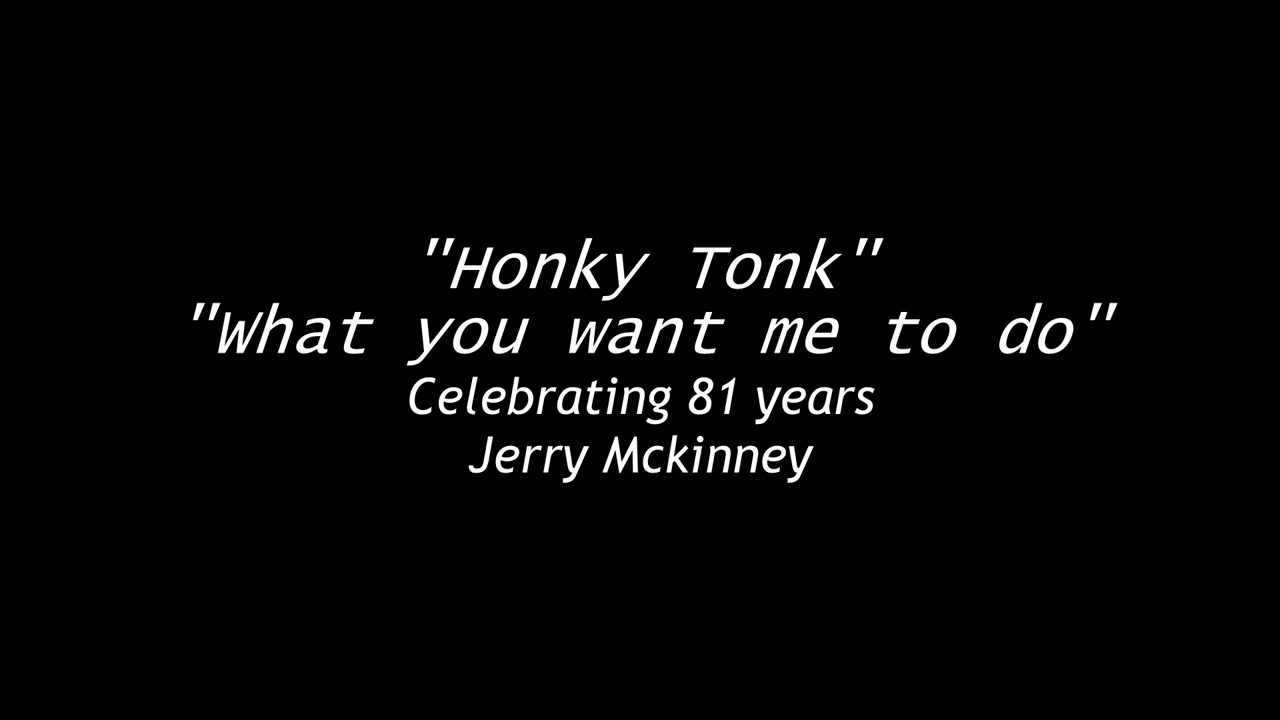 "Honky Tonk"
"What you want me to do"
Celebrating 81 years
Jerry Mckinney